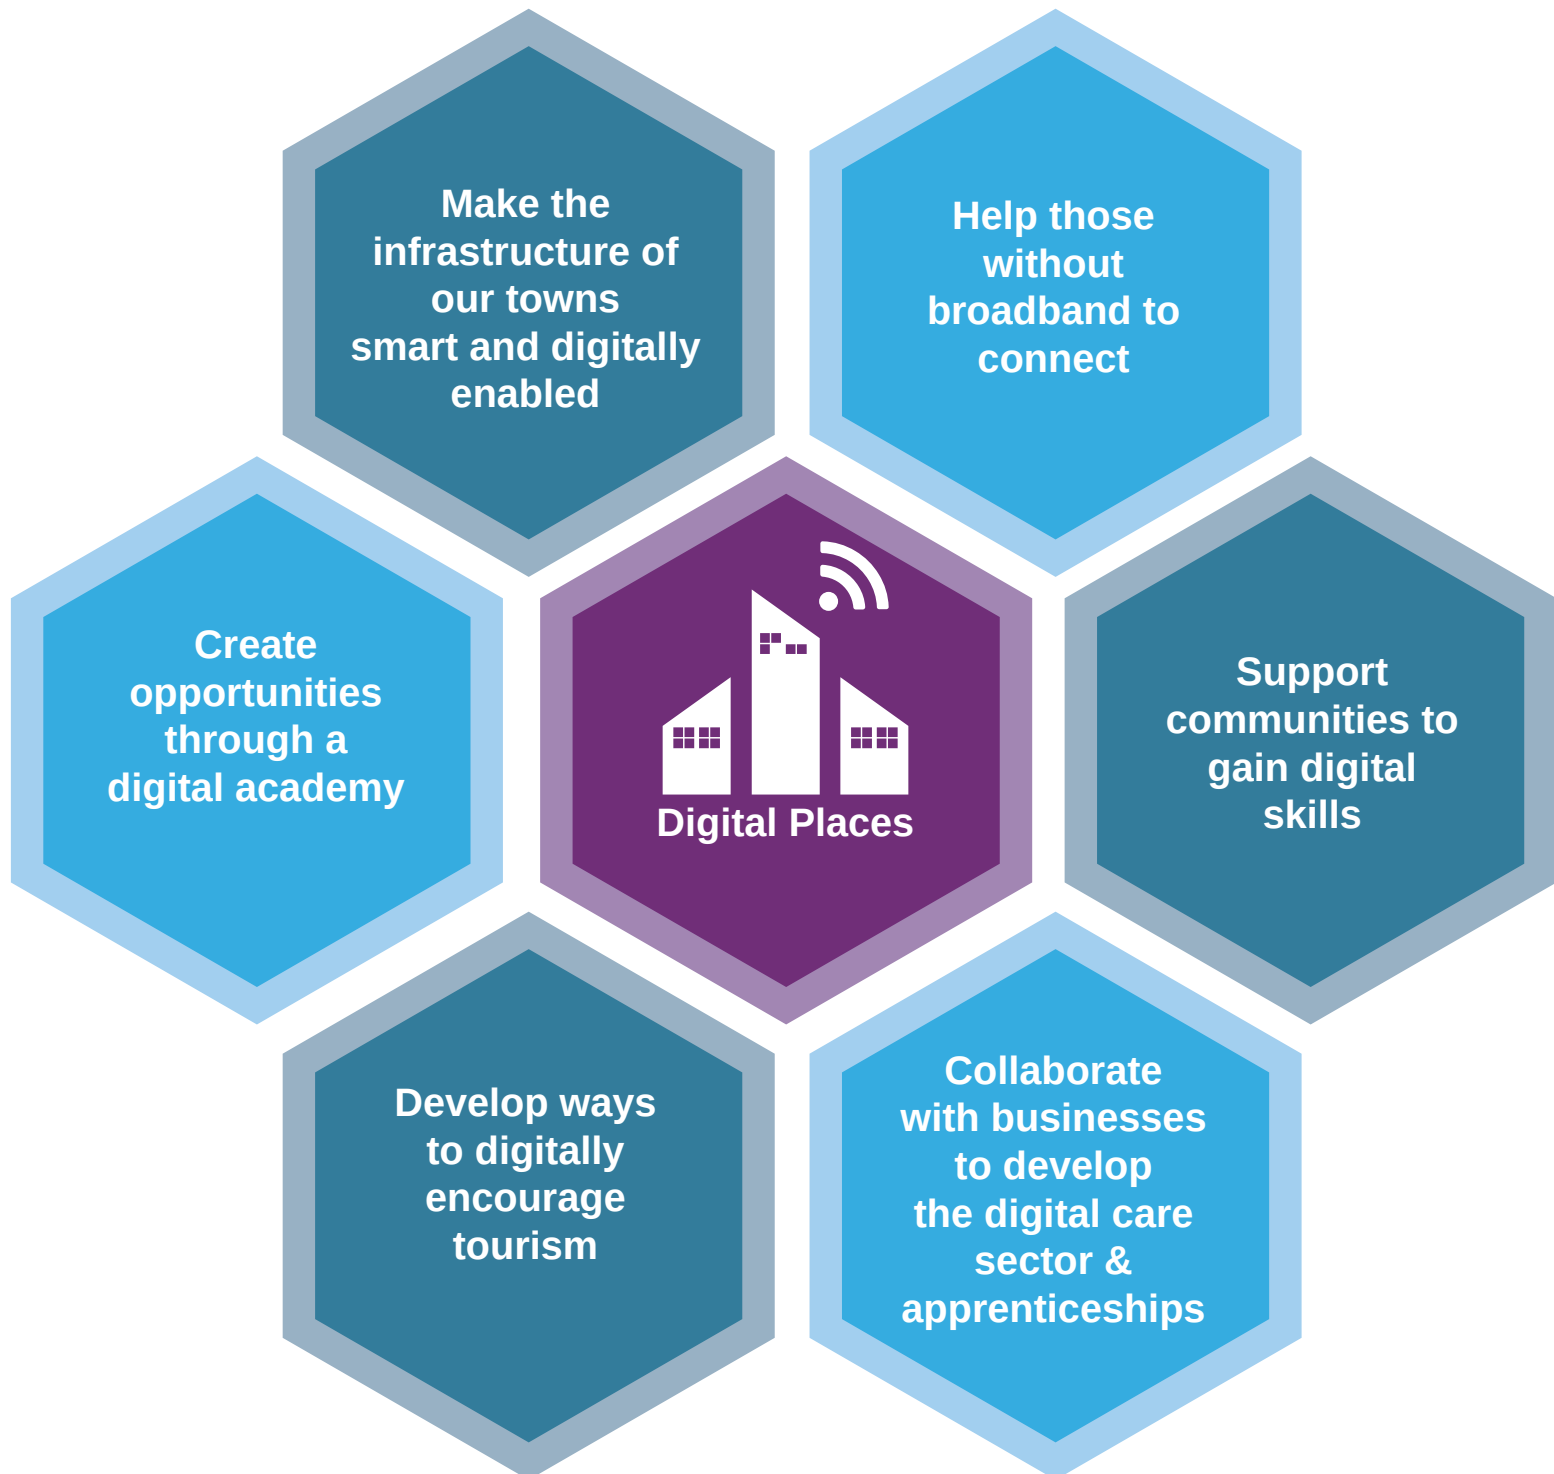 Make the
infrastructure of
our towns
smart and digitally
enabled
Help those
without
broadband to
connect
Create
opportunities
through a
digital academy
Digital Places
Support
communities to
gain digital
skills
Develop ways
to digitally
encourage
tourism
Collaborate
with businesses
to develop
the digital care
sector &
apprenticeships